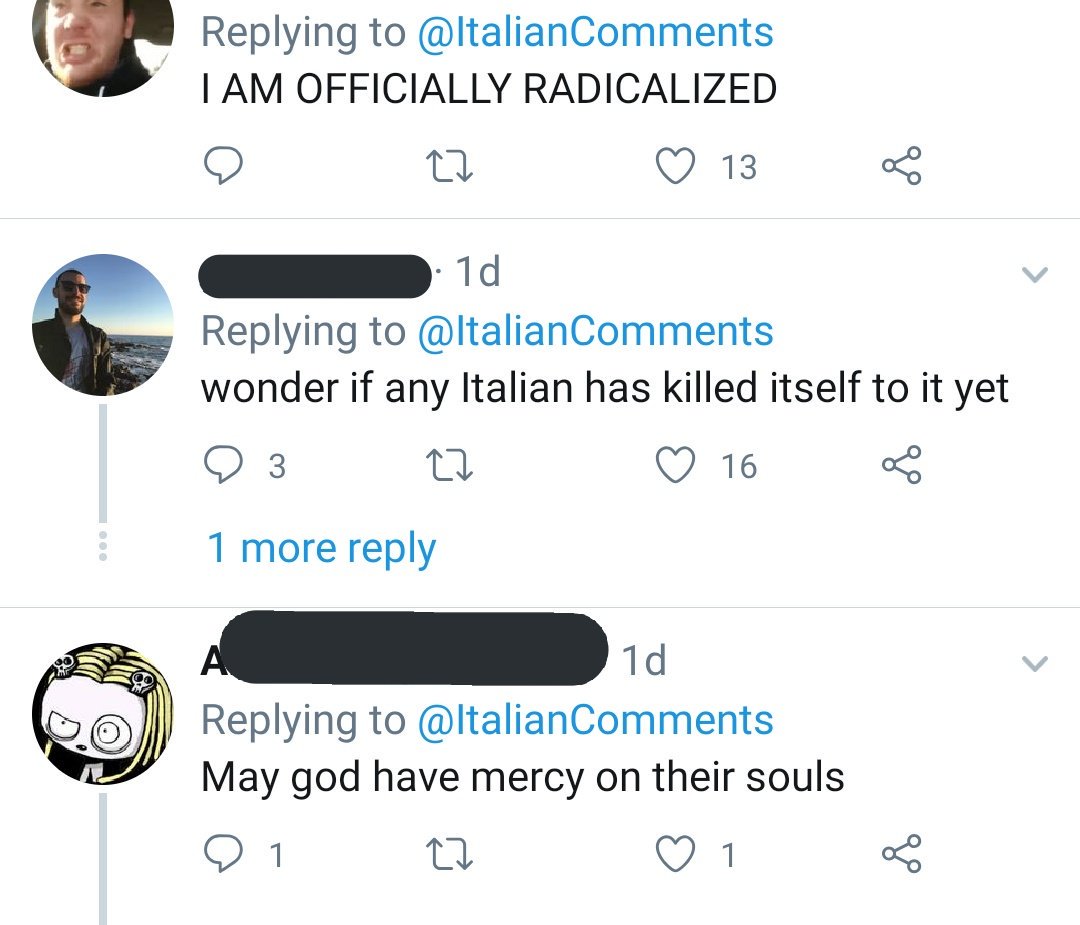 Replying to @ItalianComments
I AM OFFICIALLY RADICALIZED
13
· 1d
Replying to @ItalianComments
wonder if any Italian has killed itself to it yet
3 16
1 more reply
A 1d
Replying to @ItalianComments
May god have mercy on their souls
1 1